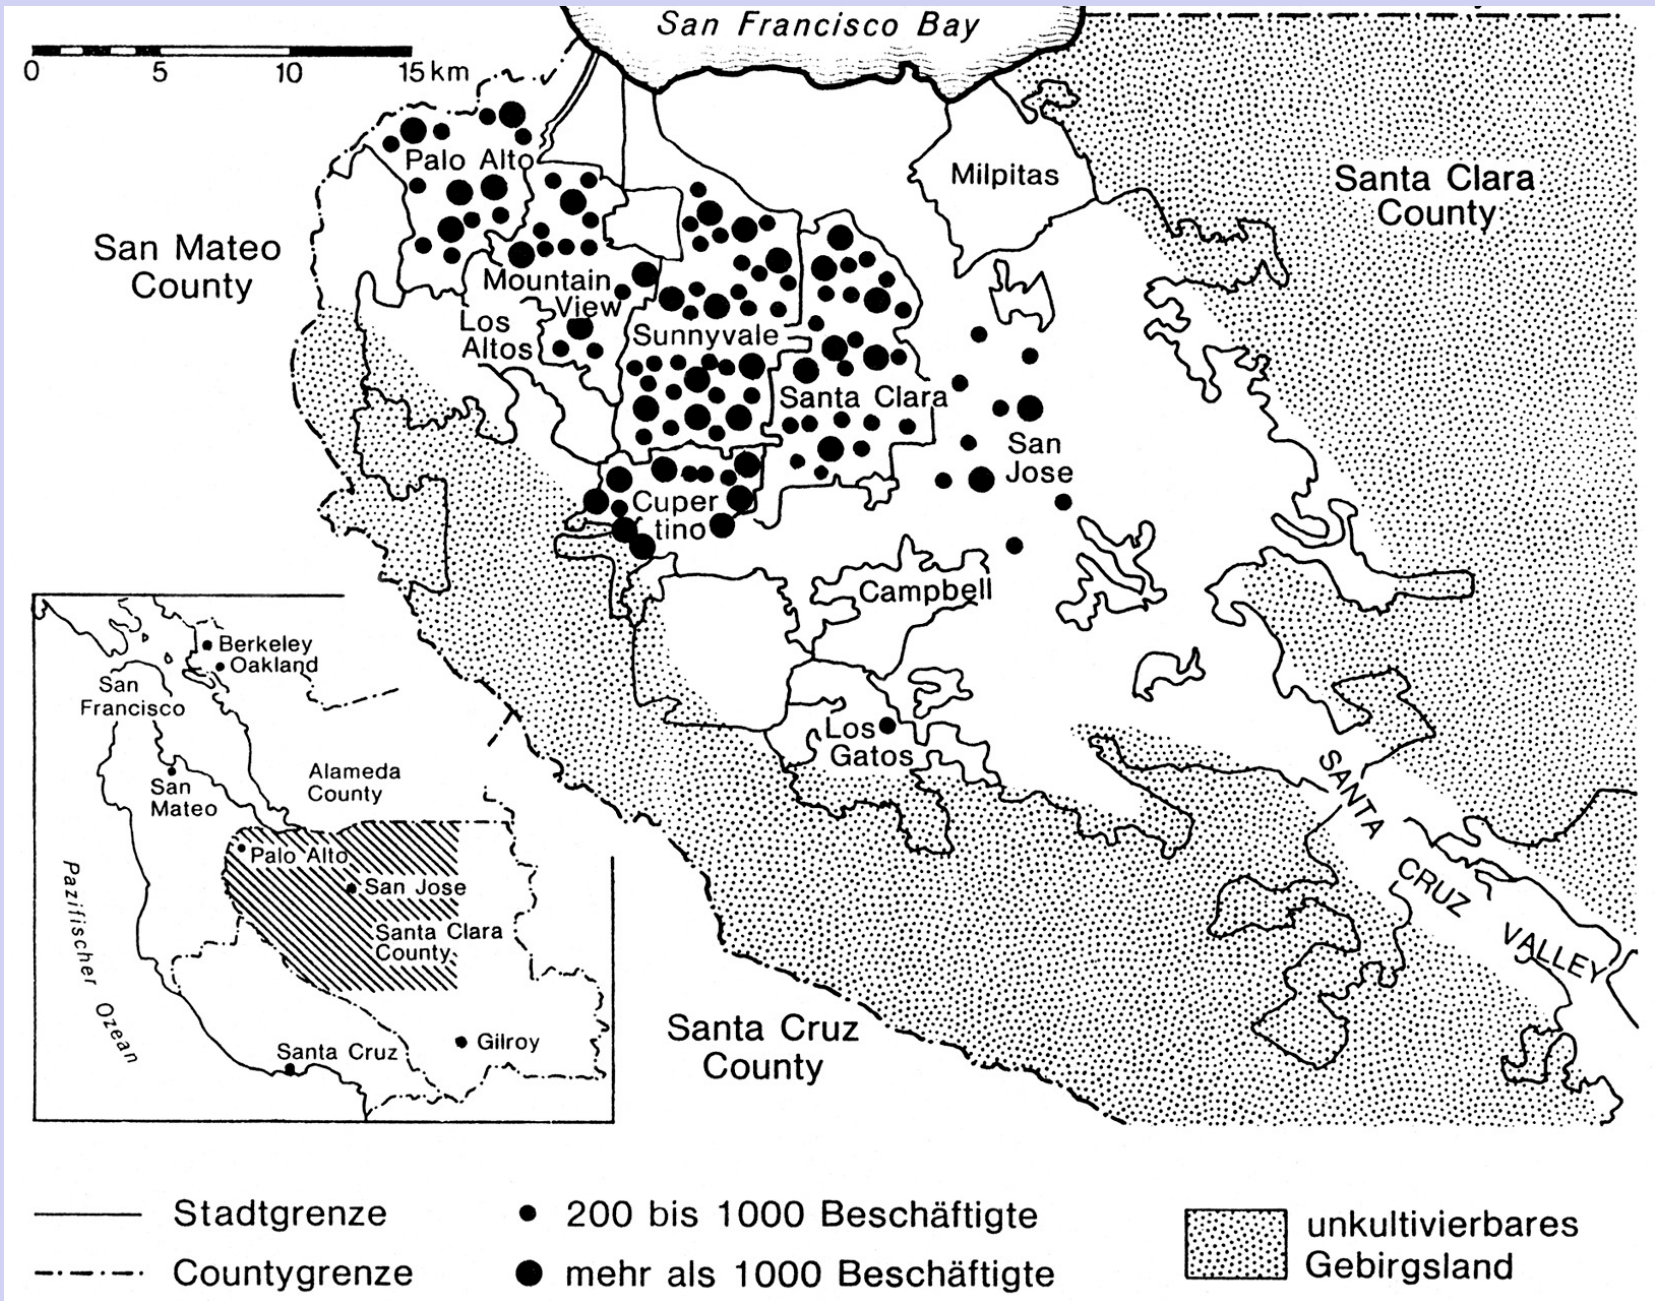 San Francisco Bay
0 5 10 15 km
Palo Alto
Milpitas
Santa Clara
County
San Mateo
County
Mountain
View
Los
Altos
Sunnyvale
Santa Clara
San
Jose
Cuper
tino
Campbell
Los
Gatos
SANTA
CRUZ
VALLEY
Santa Cruz
County
Berkeley
Oakland
San
Francisco
San
Mateo
Alameda
County
Palo Alto
San Jose
Santa Clara
County
Pazifischer Ozean
Gilroy
Santa Cruz
Stadtgrenze
Countygrenze
200 bis 1000 Beschäftigte
mehr als 1000 Beschäftigte
unkultivierbares
Gebirgsland